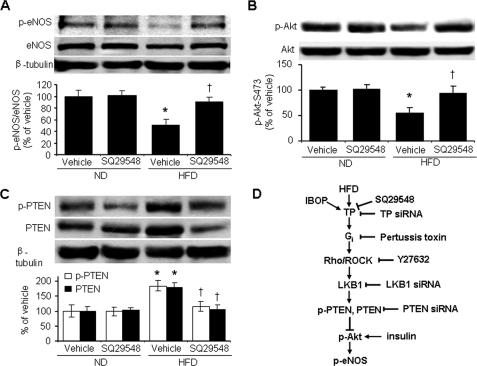 A
p-eNOS
eNOS
β-tubulin
p-eNOS/eNOS
(% of vehicle)
120
100
80
60
40
20
0
*
†
Vehicle SQ29548 Vehicle SQ29548
ND HFD
B
p-Akt
Akt
p-Akt-S473
(% of vehicle)
150
125
100
75
50
25
0
*
†
Vehicle SQ29548 Vehicle SQ29548
ND HFD
C
p-PTEN
PTEN
β-
tubulin
p-PTEN
PTEN
% of vehicle
200
100
0
* *
† †
Vehicle SQ29548 Vehicle SQ29548
ND HFD
D
HFD
IBOP SQ29548
TP
TP siRNA
Gi Pertussis toxin
Rho/ROCK Y27632
LKB1 LKB1 siRNA
p-PTEN, PTEN PTEN siRNA
p-Akt insulin
p-eNOS